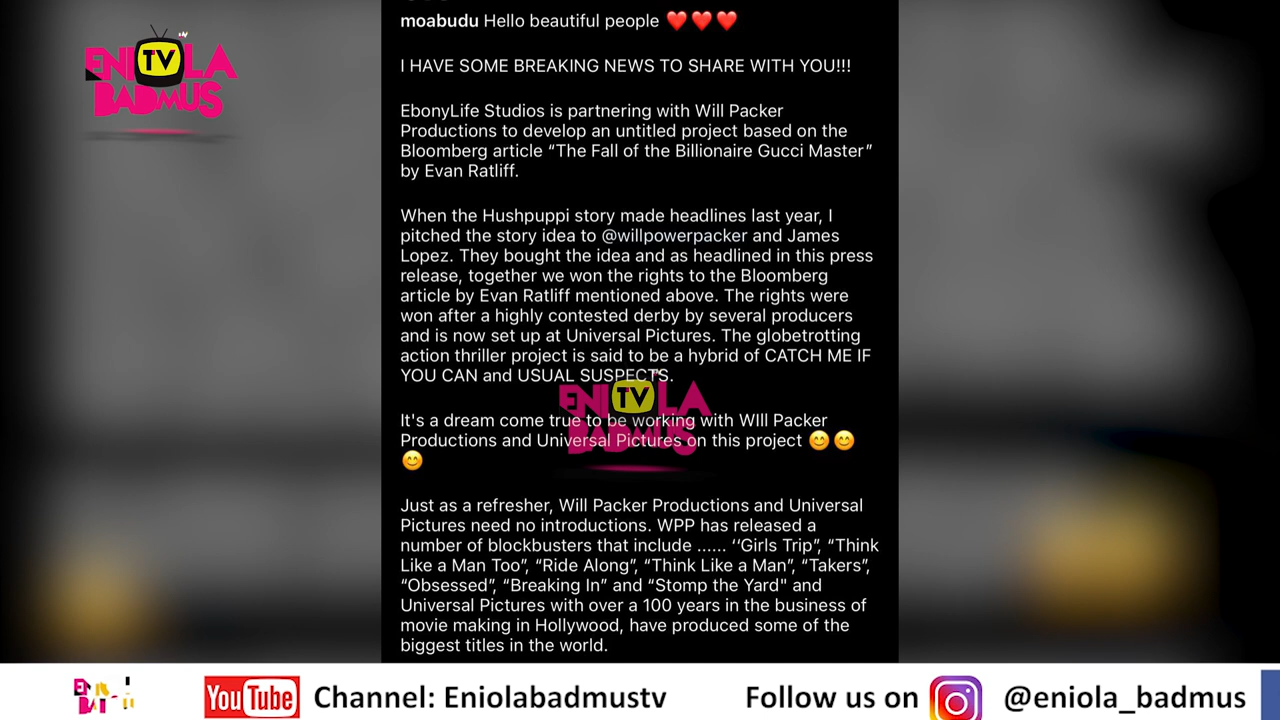 ENIOLA
TV
BADMUS
moabudu Hello beautiful people ❤️❤️❤️
I HAVE SOME BREAKING NEWS TO SHARE WITH YOU!!!
EbonyLife Studios is partnering with Will Packer
Productions to develop an untitled project based on the
Bloomberg article “The Fall of the Billionaire Gucci Master”
by Evan Ratliff.
When the Hushpuppi story made headlines last year, I
pitched the story idea to @willpowerpacker and James
Lopez. They bought the idea and as headlined in this press
release, together we won the rights to the Bloomberg
article by Evan Ratliff mentioned above. The rights were
won after a highly contested derby by several producers
and is now set up at Universal Pictures. The globetrotting
action thriller project is said to be a hybrid of CATCH ME IF
YOU CAN and USUAL SUSPECTS.
ENIOLA
TV
BADMUS
It's a dream come true to be working with WIll Packer
Productions and Universal Pictures on this project 😊😊
😊
Just as a refresher, Will Packer Productions and Universal
Pictures need no introductions. WPP has released a
number of blockbusters that include ...... ‘‘Girls Trip”, “Think
Like a Man Too”, “Ride Along”, “Think Like a Man”, “Takers”,
“Obsessed”, “Breaking In” and “Stomp the Yard" and
Universal Pictures with over a 100 years in the business of
movie making in Hollywood, have produced some of the
biggest titles in the world.
YouTube Channel: Eniolabadmustv Follow us on @eniola_badmus